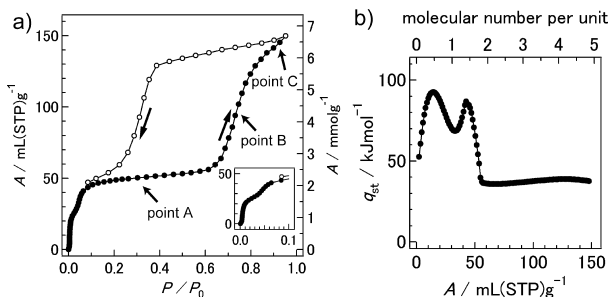 a)
A / mL(STP)g⁻¹
150
100
50
0
0.0 0.2 0.4 0.6 0.8 1.0
P / P₀
7
6
5
4
3
2
1
0
A / mmolg⁻¹
point C
point B
point A
50
0
0.0 0.1
b)
molecular number per unit
0 1 2 3 4 5
qst / kJmol⁻¹
100
50
0
0 50 100 150
A / mL(STP)g⁻¹